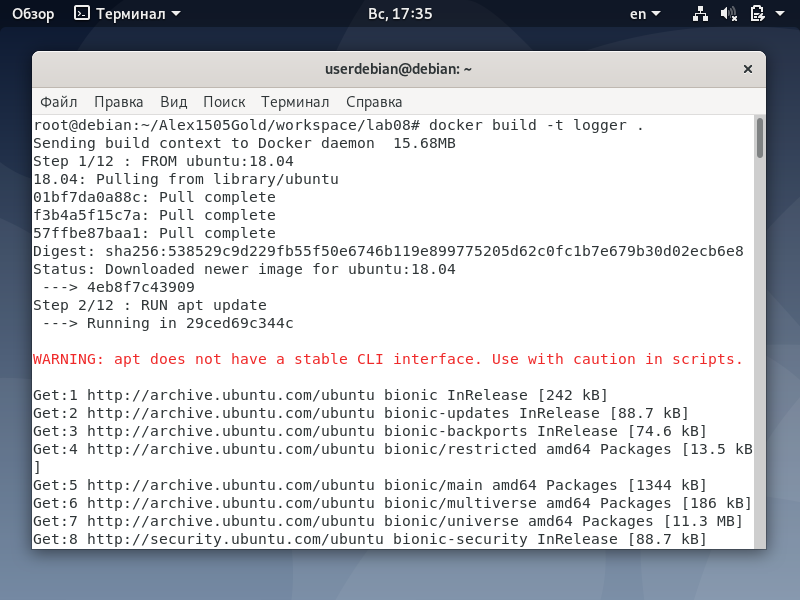 Обзор Терминал Вс, 17:35 en
userdebian@debian: ~
Файл Правка Вид Поиск Терминал Справка
root@debian:~/Alex1505Gold/workspace/lab08# docker build -t logger .
Sending build context to Docker daemon  15.68MB
Step 1/12 : FROM ubuntu:18.04
18.04: Pulling from library/ubuntu
01bf7da0a88c: Pull complete
f3b4a5f15c7a: Pull complete
57ffbe87baa1: Pull complete
Digest: sha256:538529c9d229fb55f50e6746b119e899775205d62c0fc1b7e679b30d02ecb6e8
Status: Downloaded newer image for ubuntu:18.04
 ---> 4eb8f7c43909
Step 2/12 : RUN apt update
 ---> Running in 29ced69c344c
WARNING: apt does not have a stable CLI interface. Use with caution in scripts.
Get:1 http://archive.ubuntu.com/ubuntu bionic InRelease [242 kB]
Get:2 http://archive.ubuntu.com/ubuntu bionic-updates InRelease [88.7 kB]
Get:3 http://archive.ubuntu.com/ubuntu bionic-backports InRelease [74.6 kB]
Get:4 http://archive.ubuntu.com/ubuntu bionic/restricted amd64 Packages [13.5 kB
]
Get:5 http://archive.ubuntu.com/ubuntu bionic/main amd64 Packages [1344 kB]
Get:6 http://archive.ubuntu.com/ubuntu bionic/multiverse amd64 Packages [186 kB]
Get:7 http://archive.ubuntu.com/ubuntu bionic/universe amd64 Packages [11.3 MB]
Get:8 http://security.ubuntu.com/ubuntu bionic-security InRelease [88.7 kB]